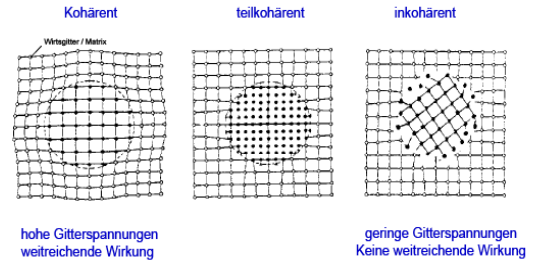 Kohärent
teilkohärent
inkohärent
Wirtsgitter / Matrix
hohe Gitterspannungen
weitreichende Wirkung
geringe Gitterspannungen
Keine weitreichende Wirkung